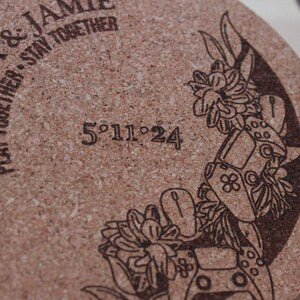 & JAMIE
PLAY TOGETHER • STAY TOGETHER
5°11°24